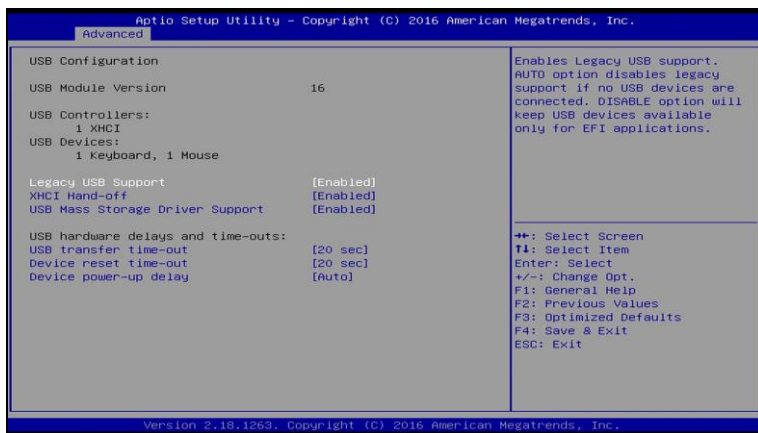 Aptio Setup Utility – Copyright (C) 2016 American Megatrends, Inc.
Advanced
USB Configuration
USB Module Version 16
USB Controllers:
1 XHCI
USB Devices:
1 Keyboard, 1 Mouse
Legacy USB Support [Enabled]
XHCI Hand-off [Enabled]
USB Mass Storage Driver Support [Enabled]
USB hardware delays and time-outs:
USB transfer time-out [20 sec]
Device reset time-out [20 sec]
Device power-up delay [Auto]
Enables Legacy USB support.
AUTO option disables legacy
support if no USB devices are
connected. DISABLE option will
keep USB devices available
only for EFI applications.
→←: Select Screen
↑↓: Select Item
Enter: Select
+/-: Change Opt.
F1: General Help
F2: Previous Values
F3: Optimized Defaults
F4: Save & Exit
ESC: Exit
Version 2.18.1263. Copyright (C) 2016 American Megatrends, Inc.